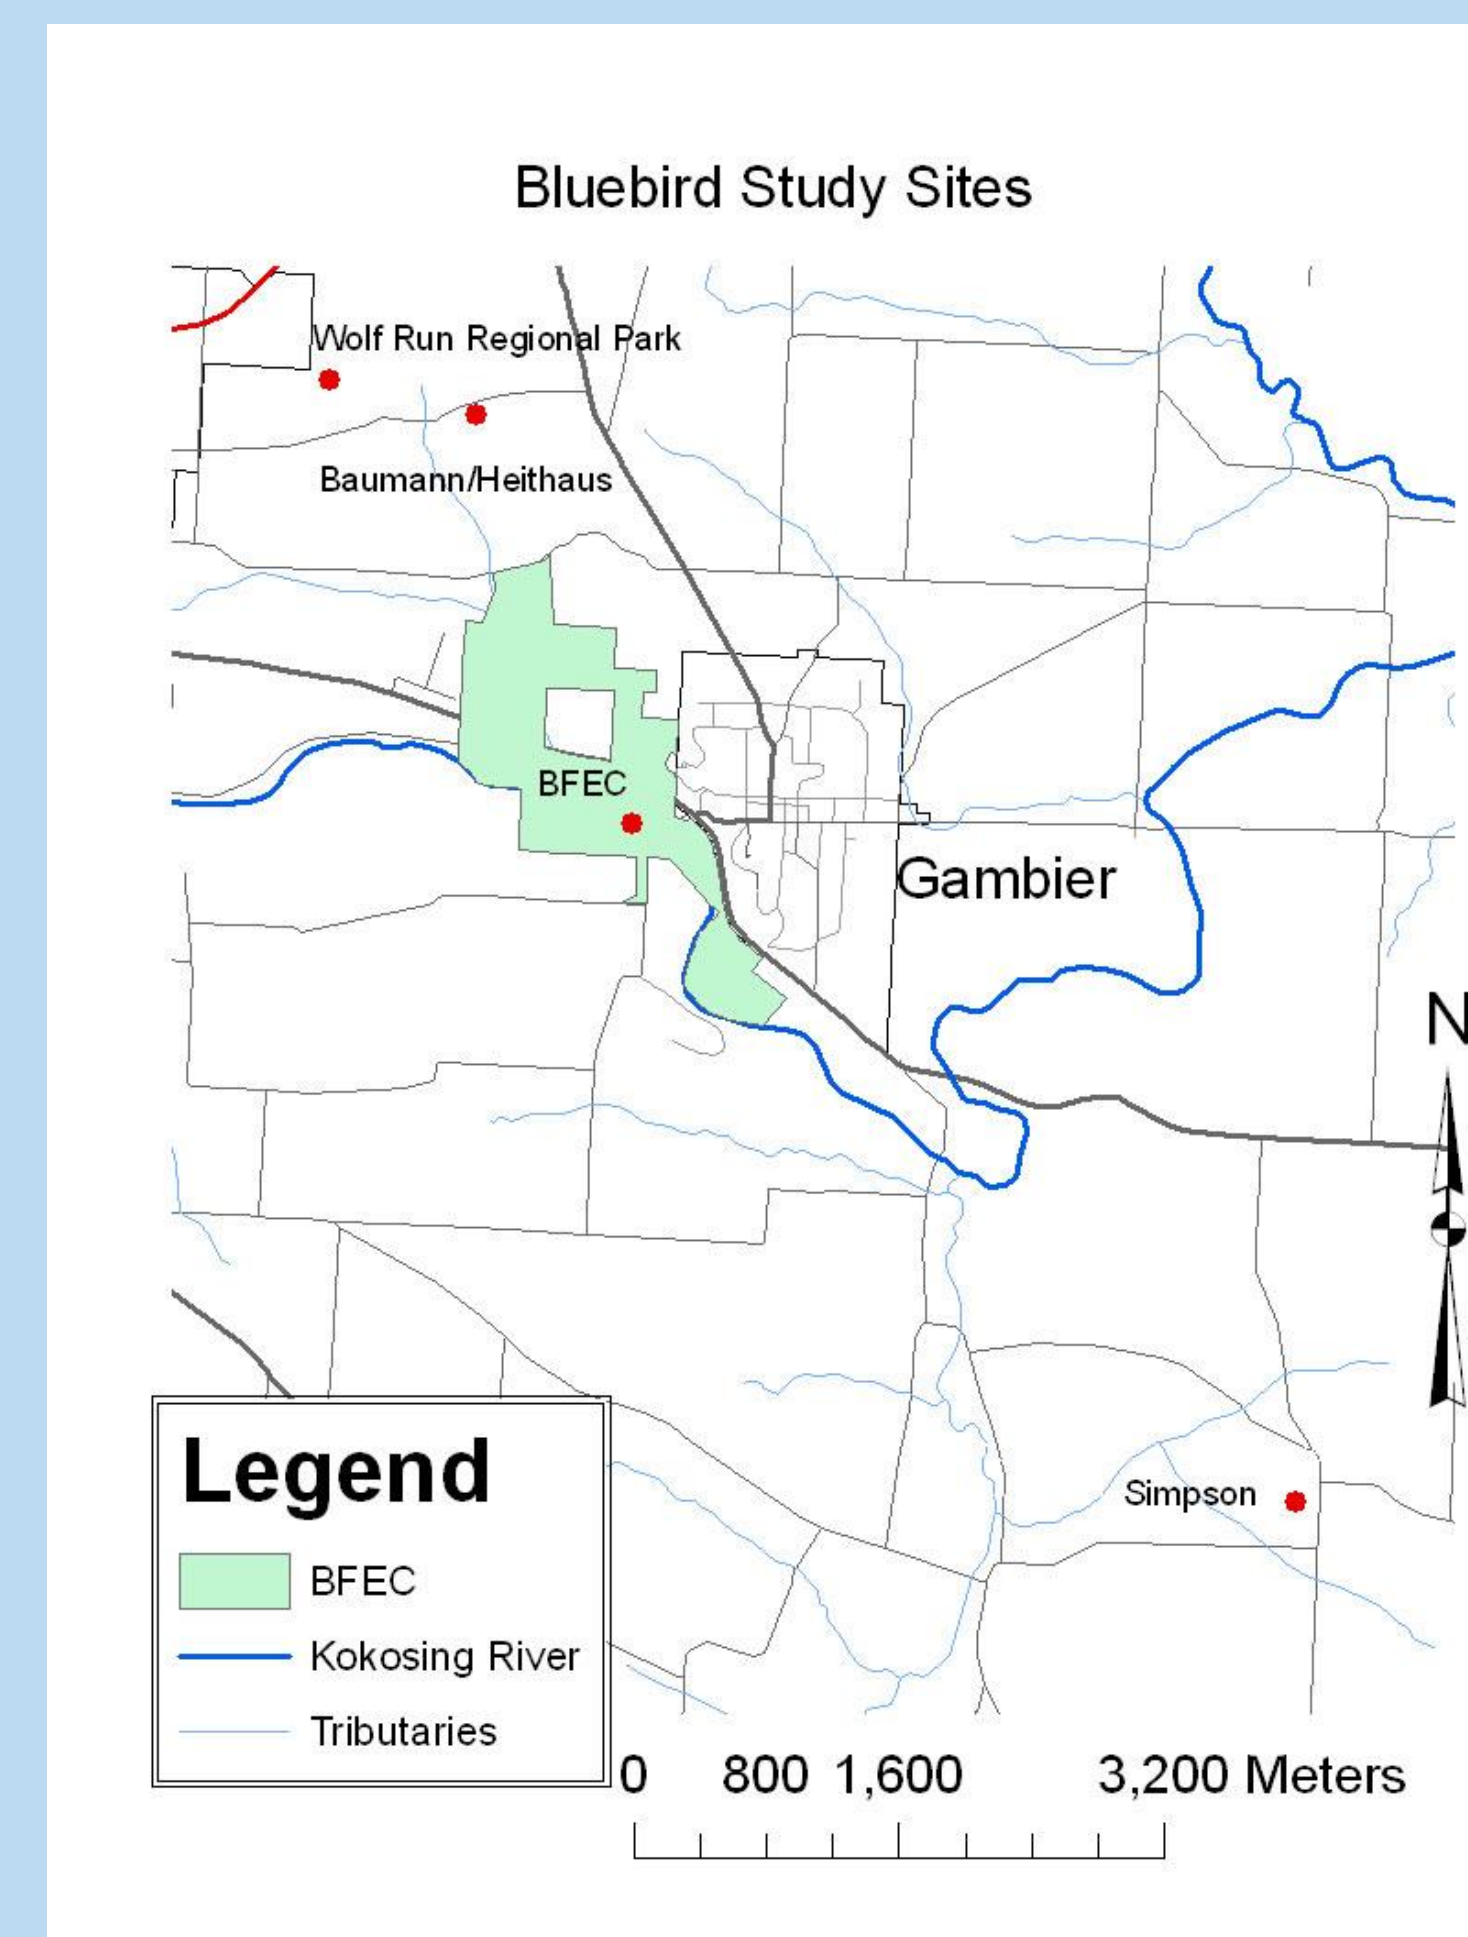 Bluebird Study Sites
Wolf Run Regional Park
Baumann/Heithaus
BFEC
Gambier
N
Simpson
Legend
BFEC
Kokosing River
Tributaries
0 800 1,600 3,200 Meters